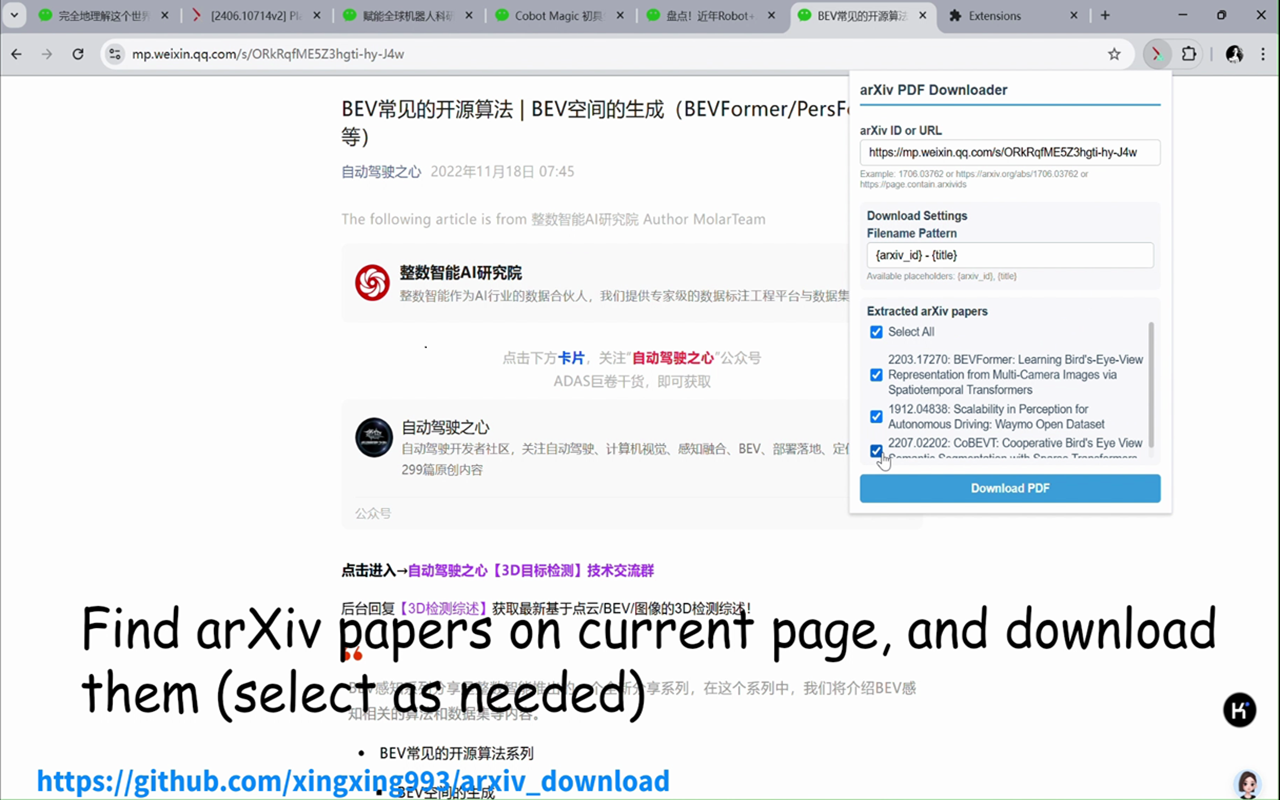 完全地理解这个世界
[2406.10714v2] Pl
赋能全球机器人科研
Cobot Magic 初具
盘点！近年Robot+
BEV常见的开源算法
Extensions
mp.weixin.qq.com/s/ORkRqfME5Z3hgti-hy-J4w
BEV常见的开源算法 | BEV空间的生成（BEVFormer/PersFo
等）
自动驾驶之心 2022年11月18日 07:45
The following article is from 整数智能AI研究院 Author MolarTeam
整数智能AI研究院
整数智能作为AI行业的数据合伙人，我们提供专家级的数据标注工程平台与数据集
点击下方卡片，关注“自动驾驶之心”公众号
ADAS巨卷干货，即可获取
自动驾驶之心
自动驾驶开发者社区，关注自动驾驶、计算机视觉、感知融合、BEV、部署落地、定
299篇原创内容
公众号
点击进入→自动驾驶之心【3D目标检测】技术交流群
后台回复【3D检测综述】获取最新基于点云/BEV/图像的3D检测综述！
BEV感知系列分享是整数智能推出的一个全新分享系列，在这个系列中，我们将介绍BEV感
知相关的算法和数据集等内容。
• BEV常见的开源算法系列
▪ BEV空间的生成
arXiv PDF Downloader
arXiv ID or URL
https://mp.weixin.qq.com/s/ORkRqfME5Z3hgti-hy-J4w
Example: 1706.03762 or https://arxiv.org/abs/1706.03762 or
https://page.contain.arxivids
Download Settings
Filename Pattern
{arxiv_id} - {title}
Available placeholders: {arxiv_id}, {title}
Extracted arXiv papers
Select All
2203.17270: BEVFormer: Learning Bird's-Eye-View
Representation from Multi-Camera Images via
Spatiotemporal Transformers
1912.04838: Scalability in Perception for
Autonomous Driving: Waymo Open Dataset
2207.02202: CoBEVT: Cooperative Bird's Eye View
Semantic Segmentation with Sparse Transformers
Download PDF
Find arXiv papers on current page, and download
them (select as needed)
https://github.com/xingxing993/arxiv_download